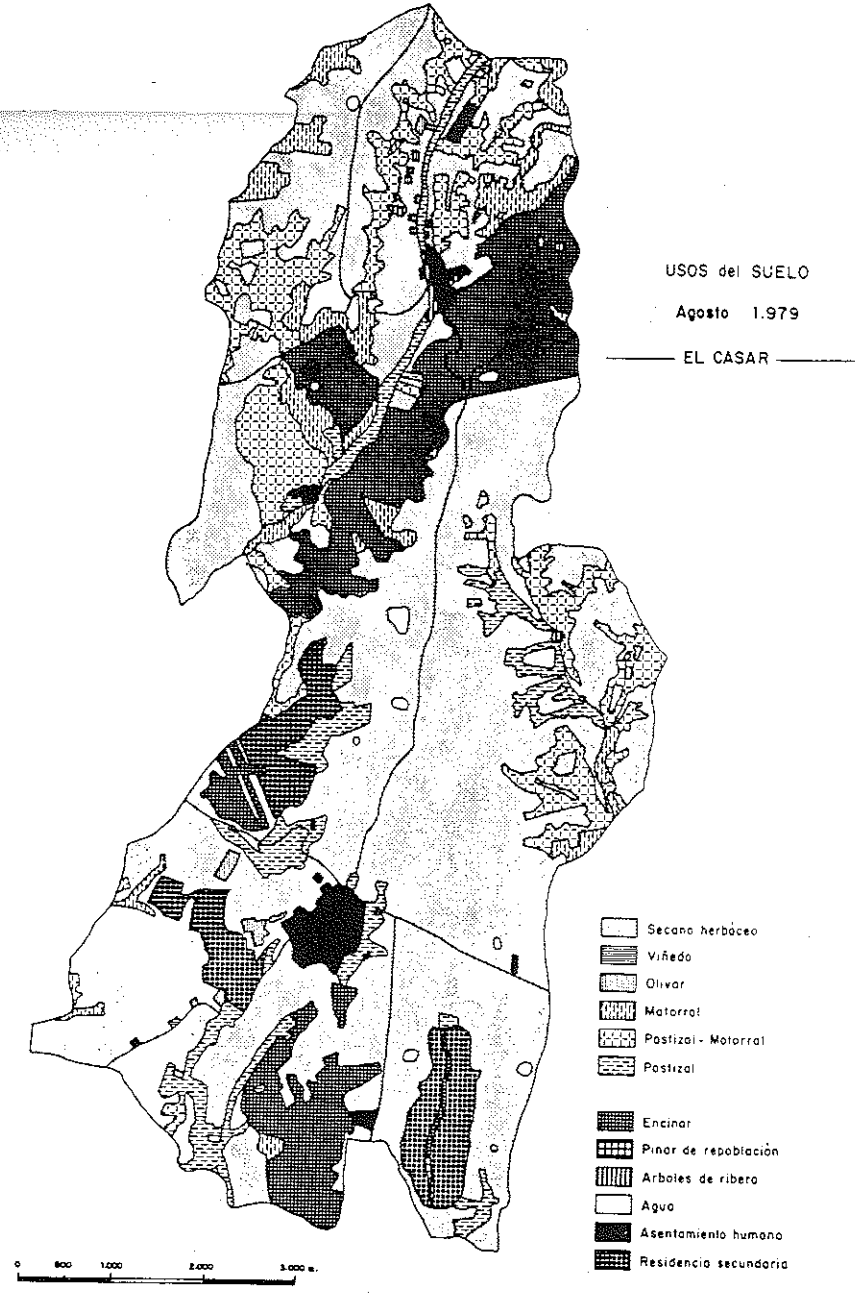 USOS del SUELO
Agosto 1.979
EL CASAR
Secano herbáceo
Viñedo
Olivar
Matorral
Pastizal - Matorral
Pastizal
Encinar
Pinar de repoblación
Arboles de ribera
Agua
Asentamiento humano
Residencia secundaria
0 500 1.000 2.000 3.000 m.